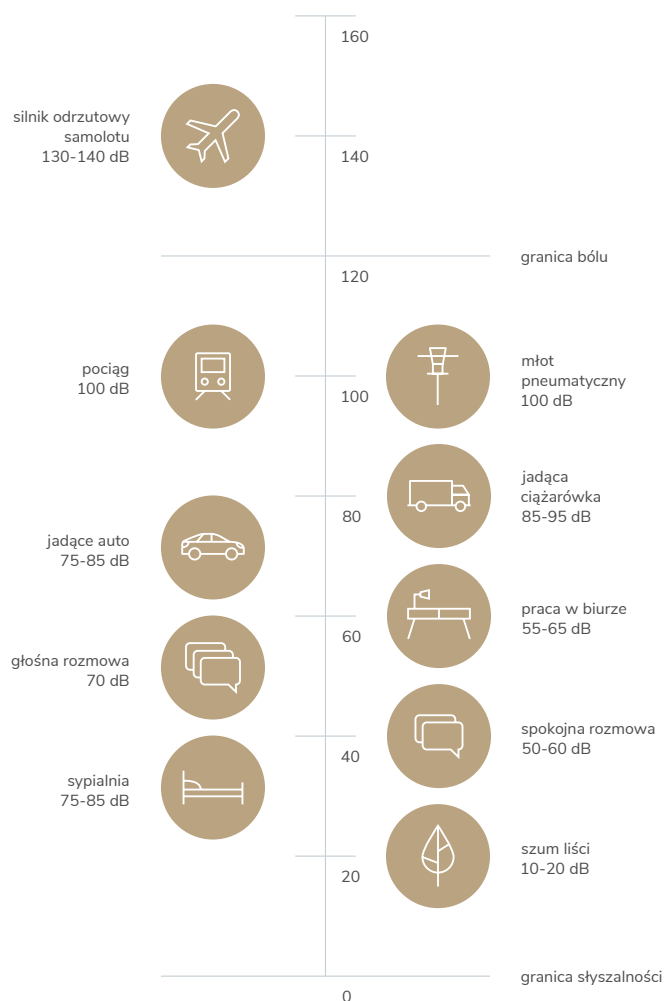 160
silnik odrzutowy
samolotu
130-140 dB
140
granica bólu
120
pociąg
100 dB
młot
pneumatyczny
100 dB
100
jadąca
ciążarówka
85-95 dB
80
jadące auto
75-85 dB
praca w biurze
55-65 dB
60
głośna rozmowa
70 dB
spokojna rozmowa
50-60 dB
40
sypialnia
75-85 dB
szum liści
10-20 dB
20
granica słyszalności
0